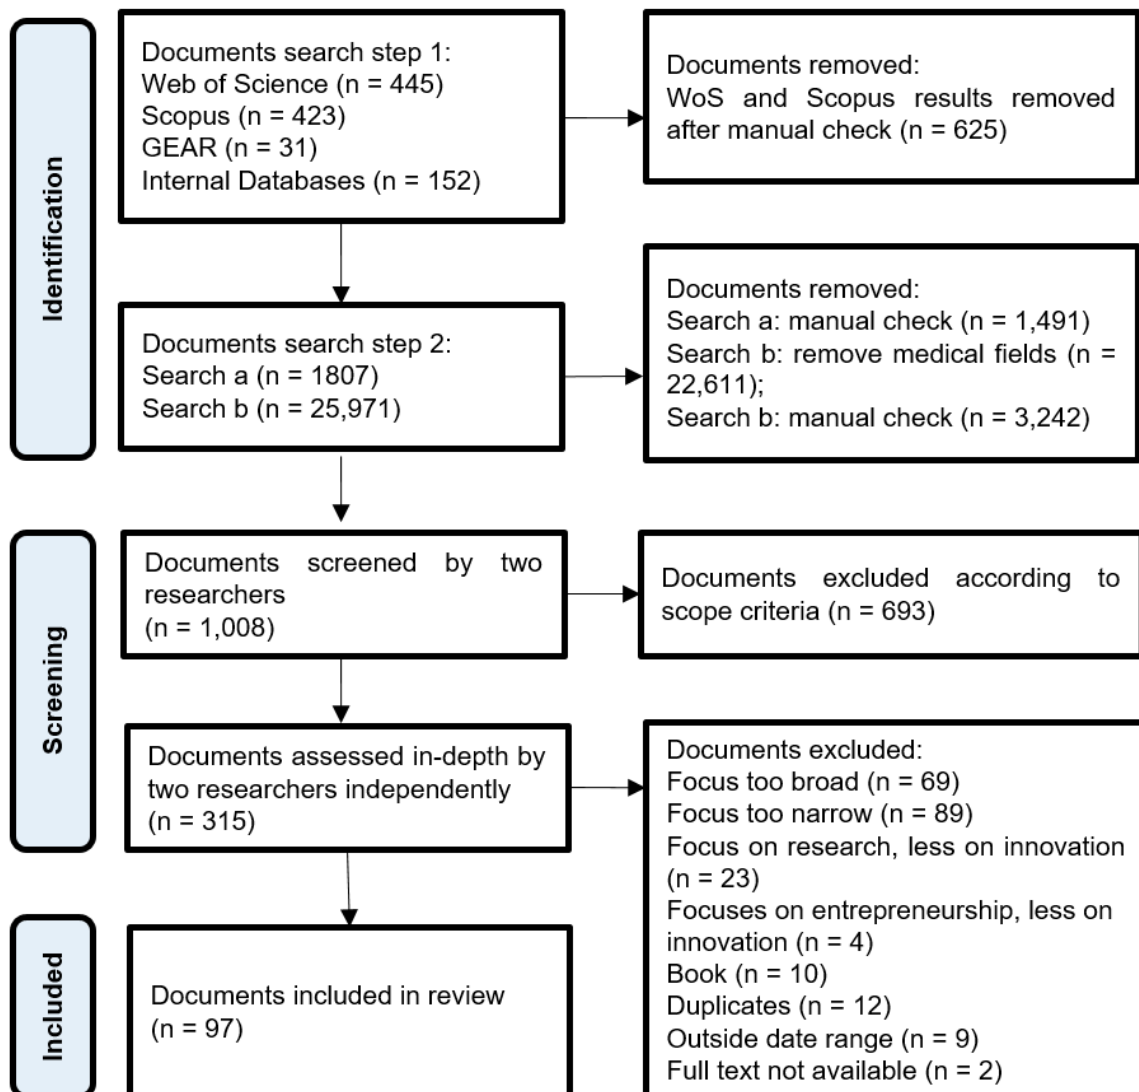 Identification
Documents search step 1:
Web of Science (n = 445)
Scopus (n = 423)
GEAR (n = 31)
Internal Databases (n = 152)
Documents removed:
WoS and Scopus results removed
after manual check (n = 625)
Documents search step 2:
Search a (n = 1807)
Search b (n = 25,971)
Documents removed:
Search a: manual check (n = 1,491)
Search b: remove medical fields (n =
22,611);
Search b: manual check (n = 3,242)
Screening
Documents screened by two
researchers
(n = 1,008)
Documents excluded according to
scope criteria (n = 693)
Documents assessed in-depth by
two researchers independently
(n = 315)
Documents excluded:
Focus too broad (n = 69)
Focus too narrow (n = 89)
Focus on research, less on innovation
(n = 23)
Focuses on entrepreneurship, less on
innovation (n = 4)
Book (n = 10)
Duplicates (n = 12)
Outside date range (n = 9)
Full text not available (n = 2)
Included
Documents included in review
(n = 97)